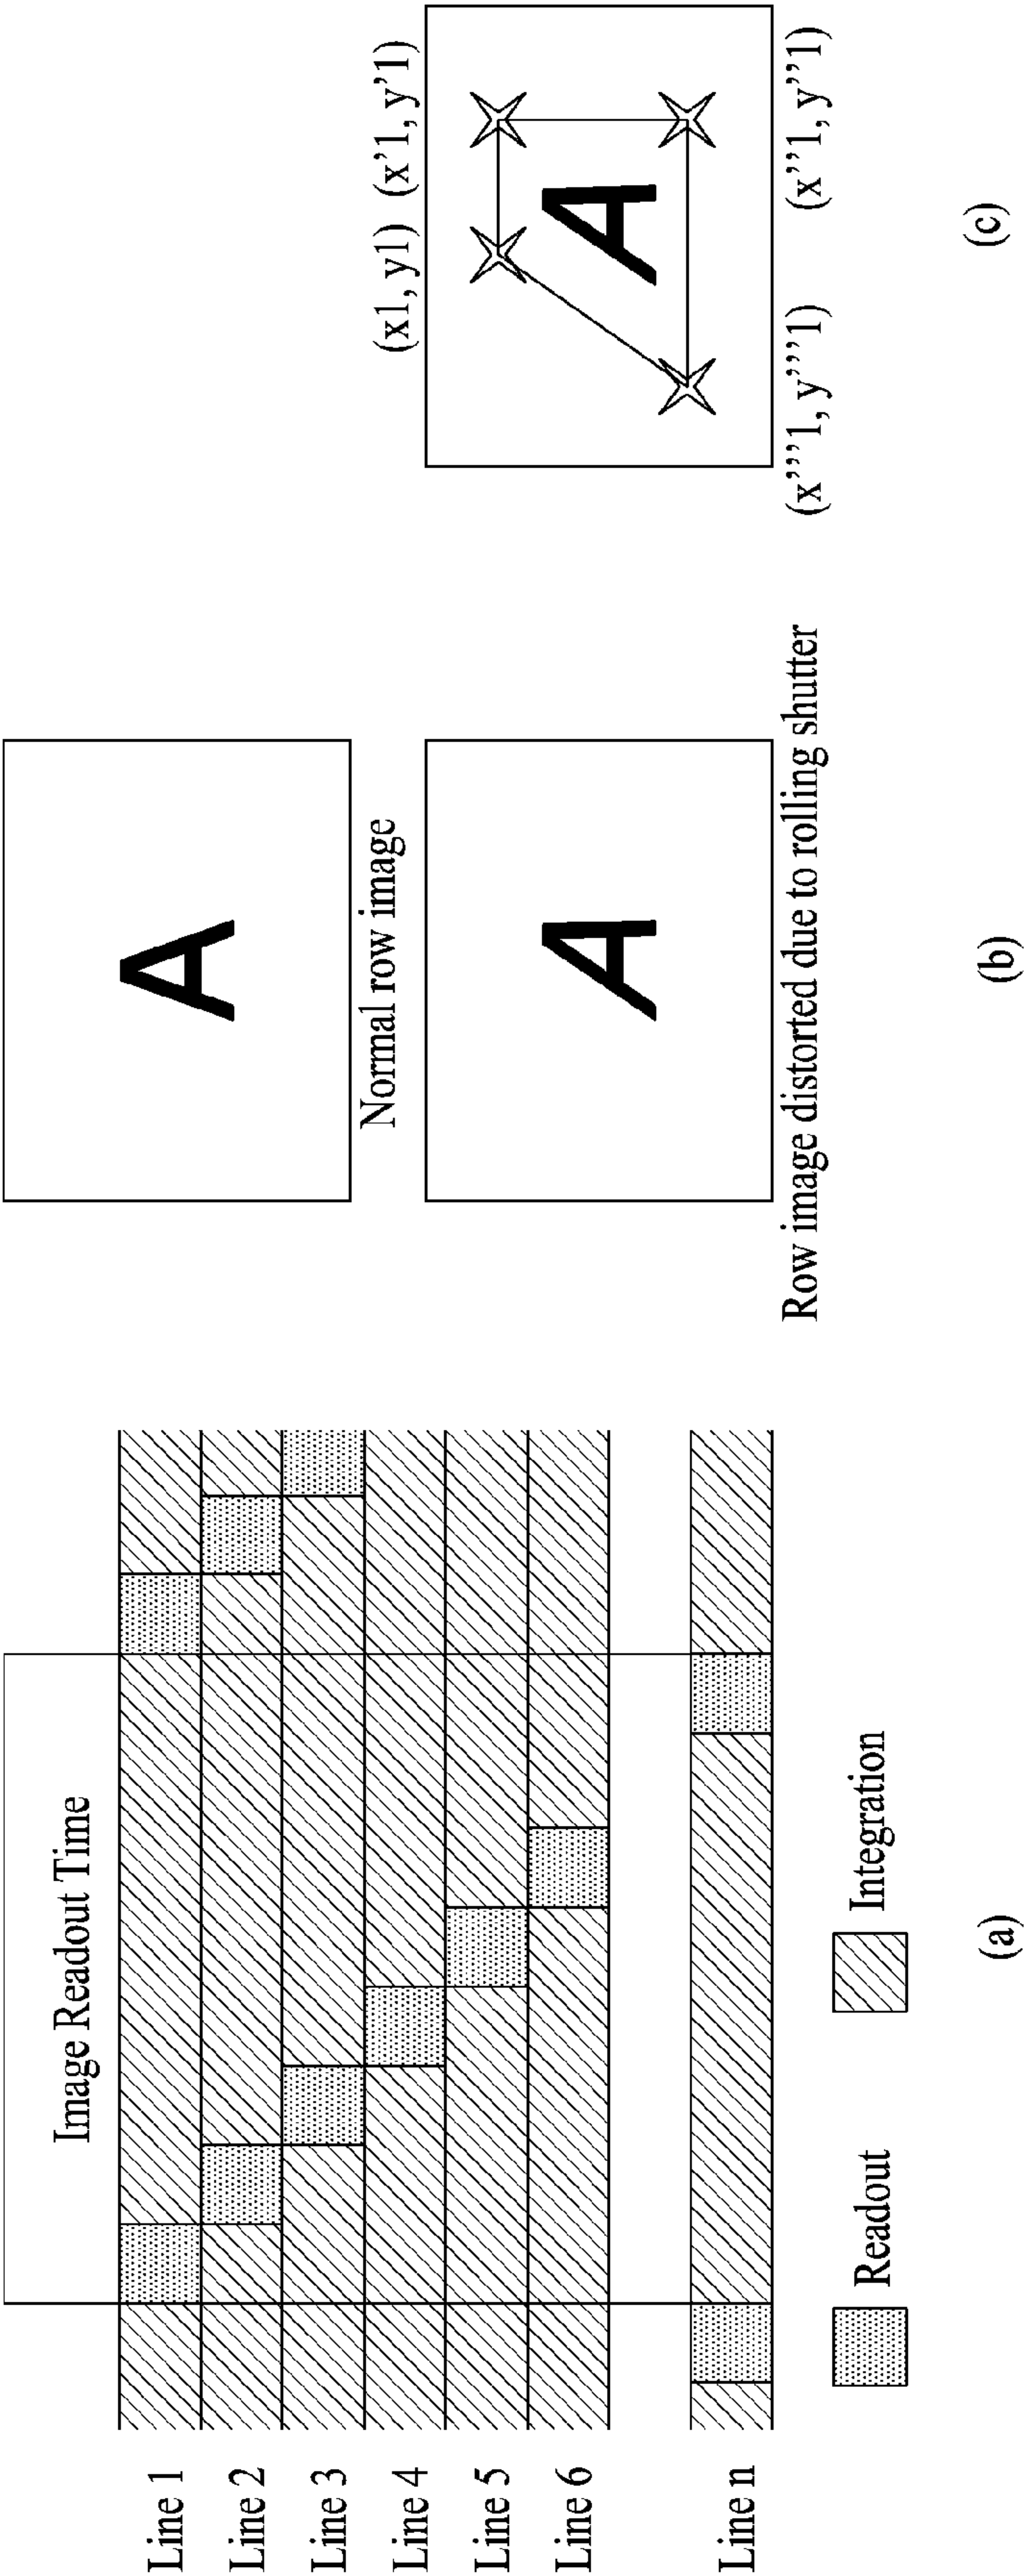 Image Readout Time
Line 1
Line 2
Line 3
Line 4
Line 5
Line 6
Line n
Readout
Integration
(a)
A
Normal row image
A
Row image distorted due to rolling shutter
(b)
(x1, y1) (x'1, y'1)
A
(x'''1, y'''1) (x''1, y''1)
(c)